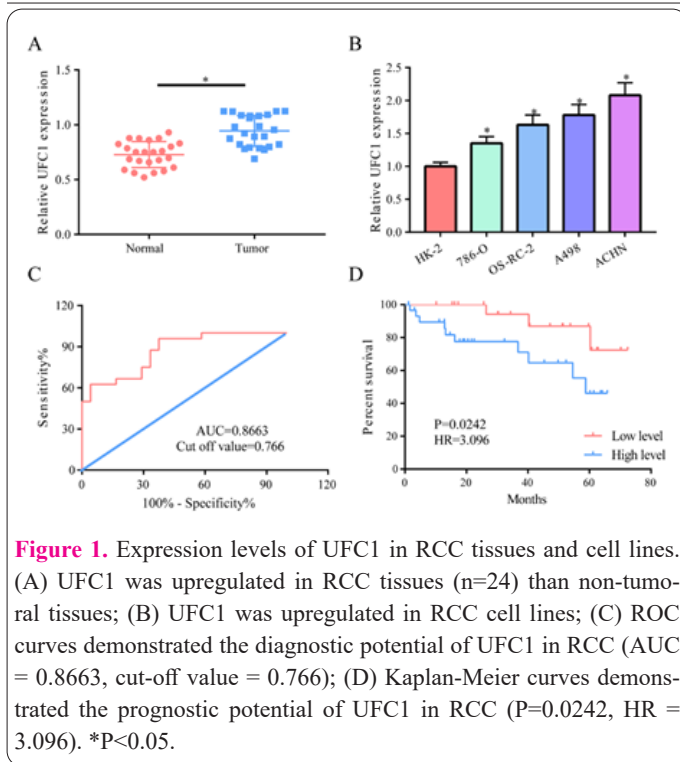 A
B
*
Relative UFC1 expression
1.5
1.0
0.5
0.0
Normal
Tumor
Relative UFC1 expression
2.5
2.0
1.5
1.0
0.5
0.0
*
*
*
*
HK-2
786-O
OS-RC-2
A498
ACHN
C
D
Sensitivity%
120
90
60
30
0
AUC=0.8663
Cut off value=0.766
0
30
60
90
120
100% - Specificity%
Percent survival
100
80
60
40
20
0
P=0.0242
HR=3.096
Low level
High level
0
20
40
60
80
Months
Figure 1. Expression levels of UFC1 in RCC tissues and cell lines.
(A) UFC1 was upregulated in RCC tissues (n=24) than non-tumo-
ral tissues; (B) UFC1 was upregulated in RCC cell lines; (C) ROC
curves demonstrated the diagnostic potential of UFC1 in RCC (AUC
= 0.8663, cut-off value = 0.766); (D) Kaplan-Meier curves demons-
trated the prognostic potential of UFC1 in RCC (P=0.0242, HR =
3.096). *P<0.05.